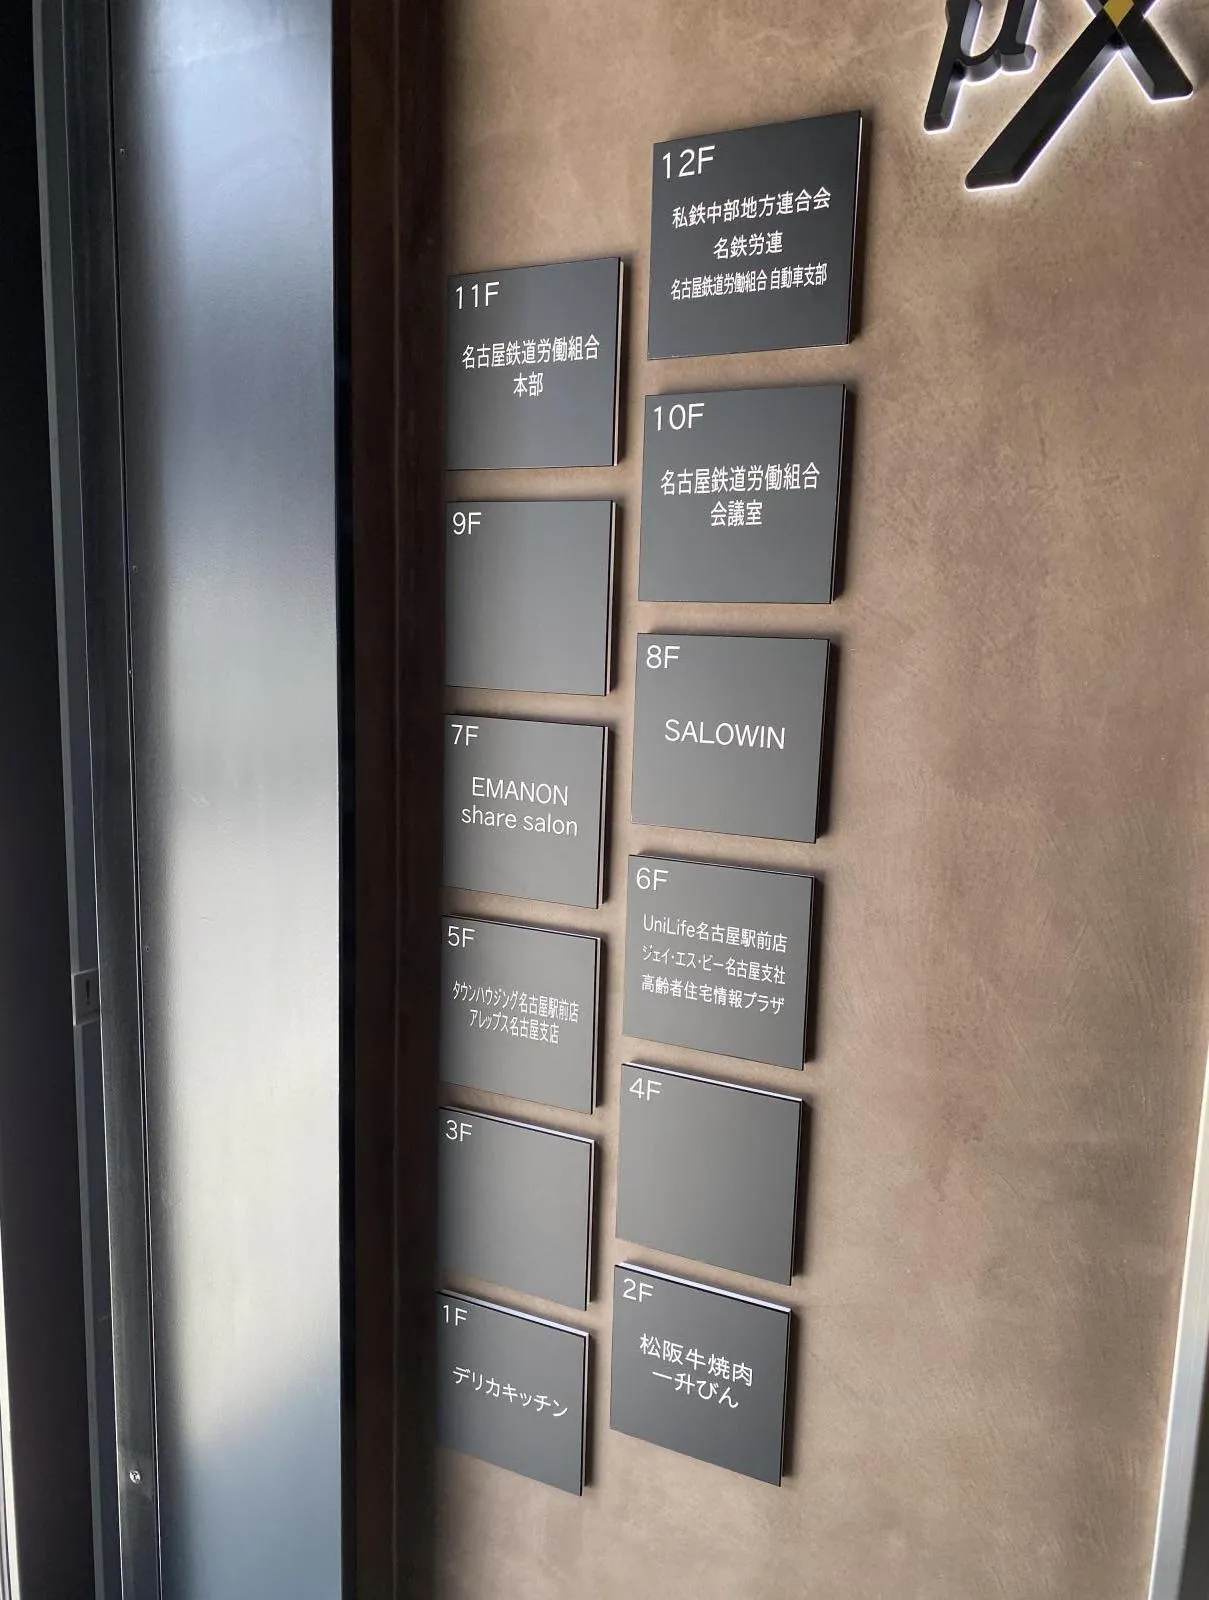 μX
12F
私鉄中部地方連合会
名鉄労連
名古屋鉄道労働組合 自動車支部
11F
名古屋鉄道労働組合
本部
10F
名古屋鉄道労働組合
会議室
9F
8F
SALOWIN
7F
EMANON
share salon
6F
UniLife名古屋駅前店
ジェイ・エス・ビー名古屋支社
高齢者住宅情報プラザ
5F
タウンハウジング名古屋駅前店
アレップス名古屋支店
4F
3F
2F
松阪牛焼肉
一升びん
1F
デリカキッチン